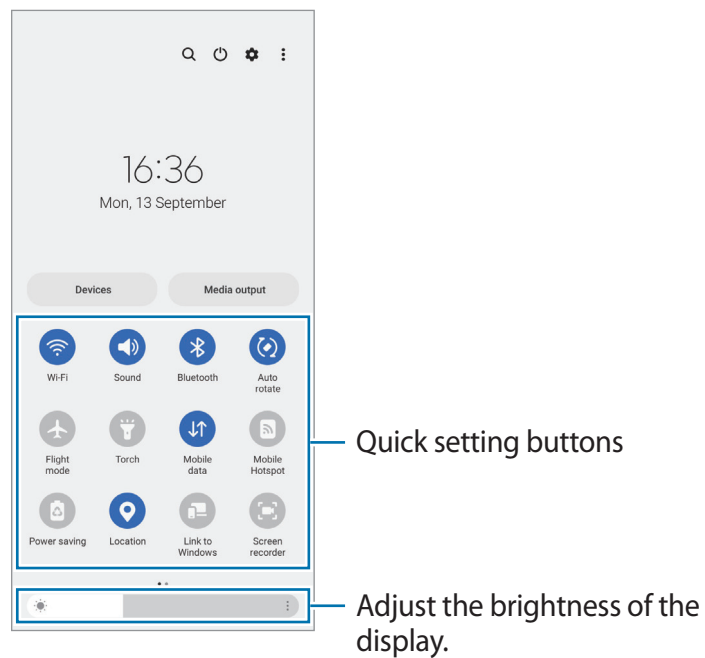 16:36
Mon, 13 September
Devices
Media output
Wi-Fi
Sound
Bluetooth
Auto
rotate
Flight
mode
Torch
Mobile
data
Mobile
Hotspot
Power saving
Location
Link to
Windows
Screen
recorder
Quick setting buttons
Adjust the brightness of the
display.